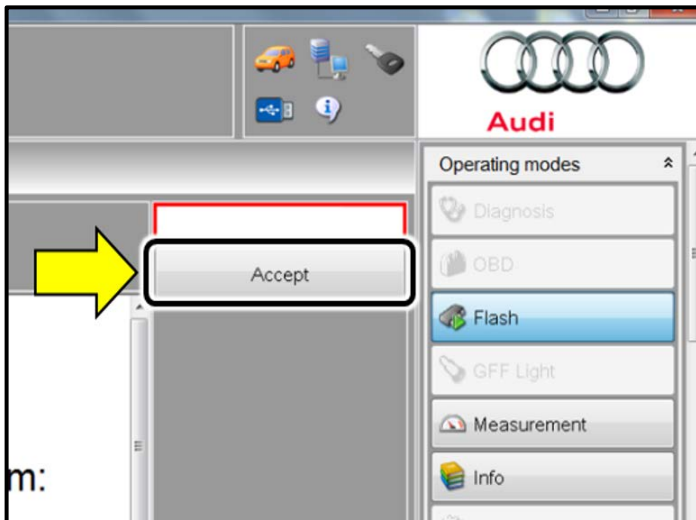 Audi
Operating modes
Diagnosis
Accept
OBD
Flash
GFF Light
Measurement
m:
Info